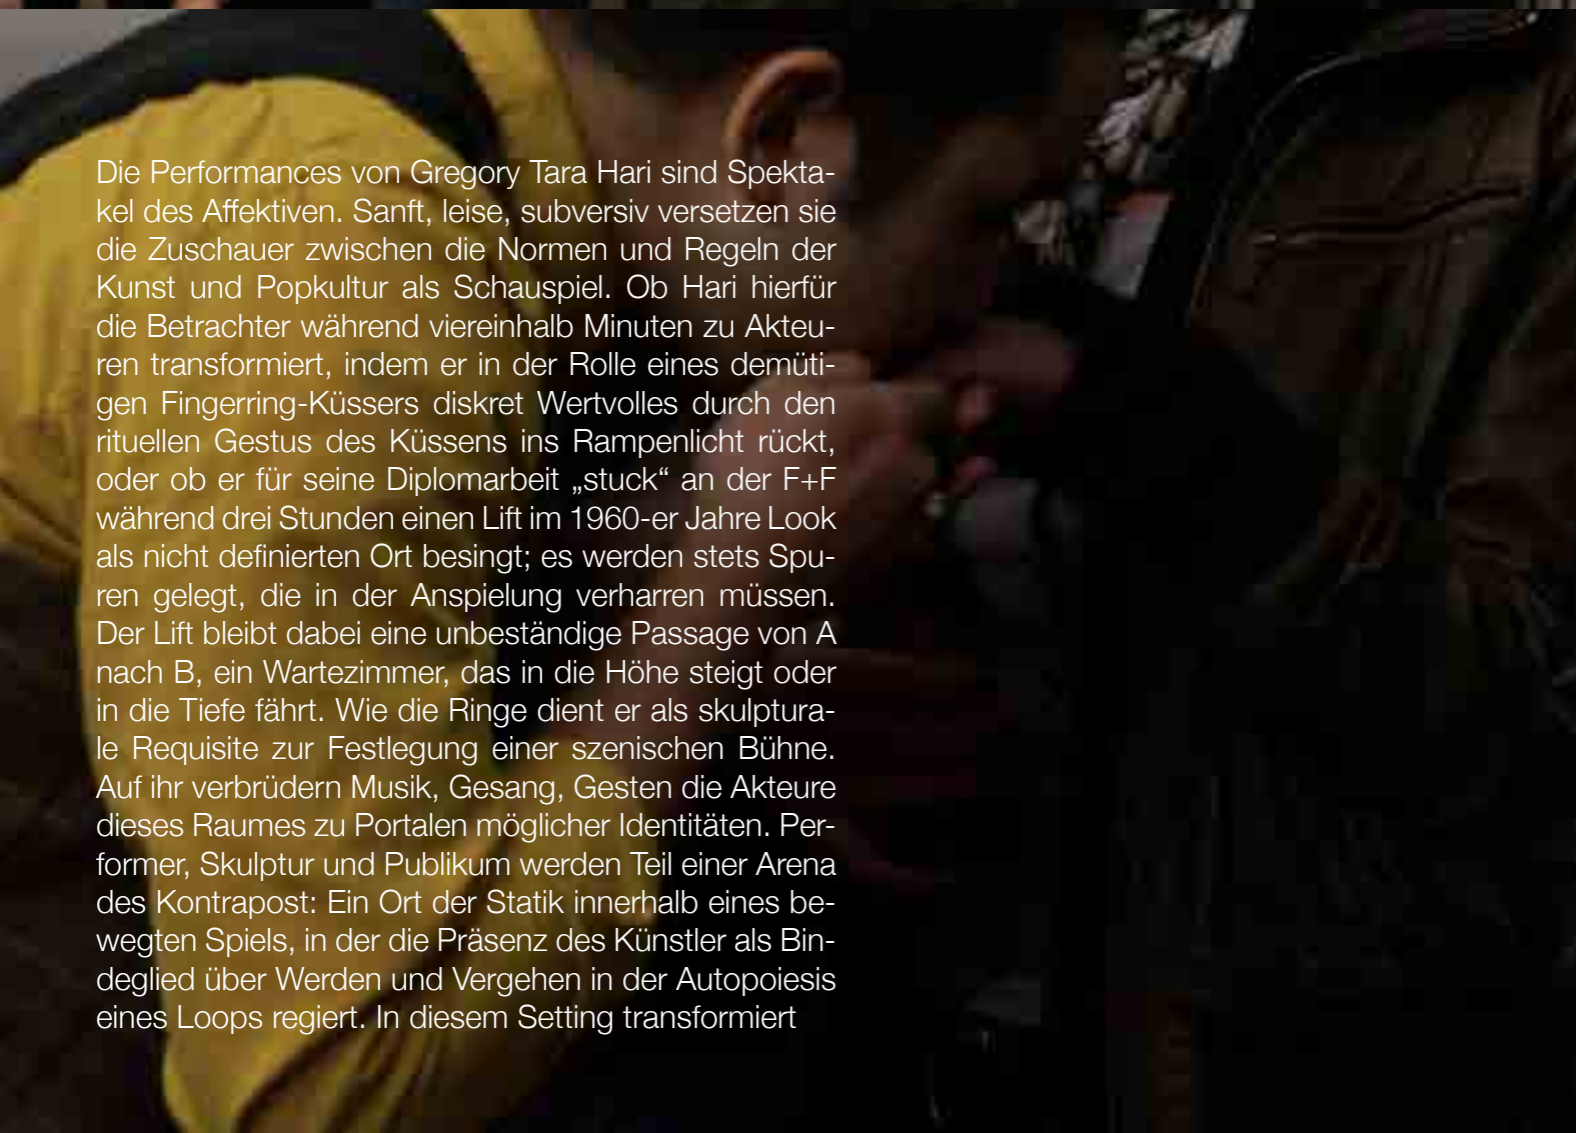 Die Performances von Gregory Tara Hari sind Spekta-
kel des Affektiven. Sanft, leise, subversiv versetzen sie
die Zuschauer zwischen die Normen und Regeln der
Kunst und Popkultur als Schauspiel. Ob Hari hierfür
die Betrachter während viereinhalb Minuten zu Akteu-
ren transformiert, indem er in der Rolle eines demüti-
gen Fingerring-Küssers diskret Wertvolles durch den
rituellen Gestus des Küssens ins Rampenlicht rückt,
oder ob er für seine Diplomarbeit „stuck“ an der F+F
während drei Stunden einen Lift im 1960-er Jahre Look
als nicht definierten Ort besingt; es werden stets Spu-
ren gelegt, die in der Anspielung verharren müssen.
Der Lift bleibt dabei eine unbeständige Passage von A
nach B, ein Wartezimmer, das in die Höhe steigt oder
in die Tiefe fährt. Wie die Ringe dient er als skulptura-
le Requisite zur Festlegung einer szenischen Bühne.
Auf ihr verbrüdern Musik, Gesang, Gesten die Akteure
dieses Raumes zu Portalen möglicher Identitäten. Per-
former, Skulptur und Publikum werden Teil einer Arena
des Kontrapost: Ein Ort der Statik innerhalb eines be-
wegten Spiels, in der die Präsenz des Künstler als Bin-
deglied über Werden und Vergehen in der Autopoiesis
eines Loops regiert. In diesem Setting transformiert